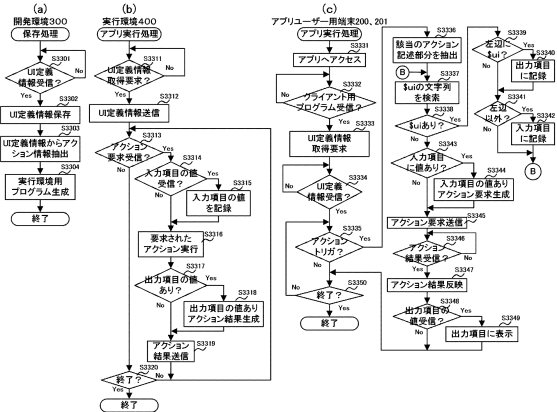 (a)
開発環境300
保存処理
S3301
UI定義
情報受信?
No
Yes
S3302
UI定義情報保存
S3303
UI定義情報からアク
ション情報抽出
S3304
実行環境用
プログラム生成
終了
(b)
実行環境400
アプリ実行処理
S3311
UI定義情報
取得要求?
No
Yes
S3312
UI定義情報送信
S3313
アクション
要求受信?
No
Yes
S3314
入力項目の値
受信?
Yes
No
S3315
入力項目の値
を記録
S3316
要求された
アクション実行
S3317
出力項目の値
あり?
Yes
No
S3318
出力項目の値あり
アクション結果生成
S3319
アクション
結果送信
S3320
終了?
No
Yes
終了
(c)
アプリユーザー用端末200、201
アプリ実行処理
S3331
アプリへアクセス
S3332
クライアント用
プログラム受信?
No
Yes
S3333
UI定義情報
取得要求
S3334
UI定義
情報受信?
No
Yes
S3335
アクション
トリガ?
Yes
No
S3350
終了?
No
Yes
終了
S3336
該当のアクション
記述部分を抽出
B
S3337
$uiの文字列
を検索
S3338
$uiあり?
Yes
No
S3343
入力項目
に値あり?
Yes
No
S3344
入力項目の値あり
アクション要求生成
アクション要求送信
S3345
S3346
アクション
結果受信?
No
Yes
S3347
アクション結果反映
S3348
出力項目の
値受信?
Yes
No
S3349
出力項目に表示
S3339
左辺に
$ui?
Yes
No
S3340
出力項目
に記録
S3341
左辺
以外?
Yes
No
S3342
入力項目
に記録
B